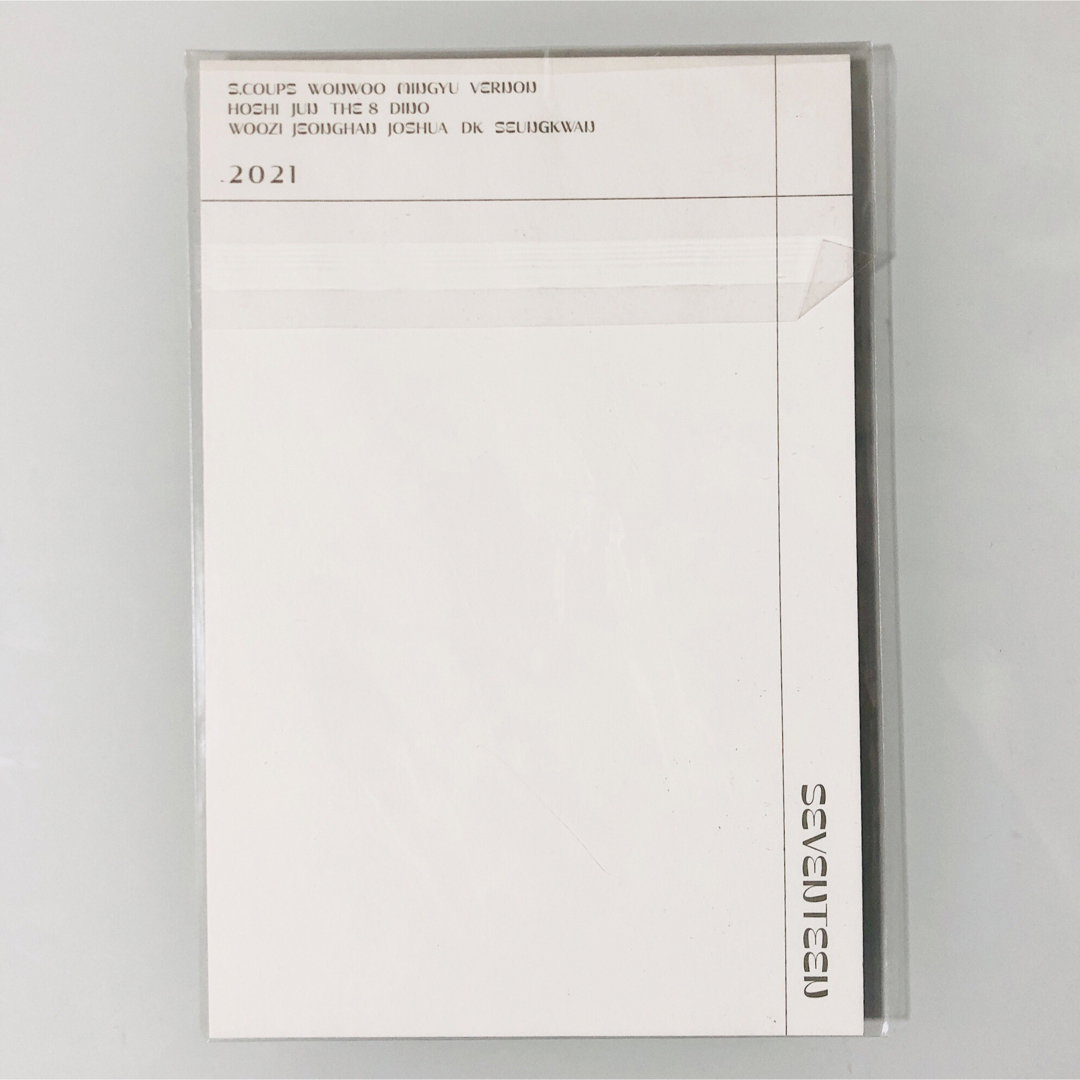 S.COUPS WONWOO MINGYU VERNON
HOSHI JUN THE 8 DINO
WOOZI JEONGHAN JOSHUA DK SEUNGKWAN
.2021
SEVENTEEN